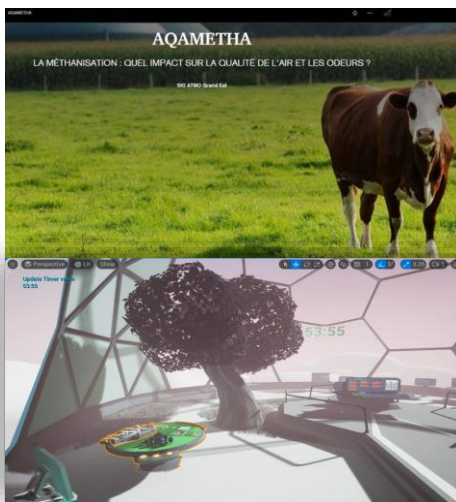 AQAMETHA
AQAMETHA
LA MÉTHANISATION : QUEL IMPACT SUR LA QUALITÉ DE L'AIR ET LES ODEURS ?
SIG ATMO Grand Est
Perspective
Lit
Show
Update Timer
53:55
53:55